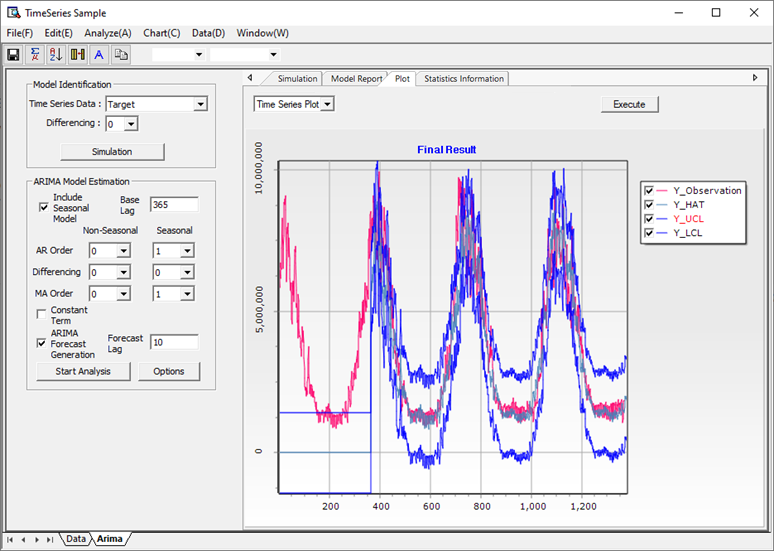 TimeSeries Sample
File(F) Edit(E) Analyze(A) Chart(C) Data(D) Window(W)
A
Simulation Model Report Plot Statistics Information
Model Identification
Time Series Data : Target
Differencing : 0
Simulation
ARIMA Model Estimation
Include Seasonal Model
Base Lag 365
Non-Seasonal Seasonal
AR Order 0 1
Differencing 0 0
MA Order 0 1
Constant Term
ARIMA Forecast Generation
Forecast Lag 10
Start Analysis Options
Time Series Plot Execute
Final Result
10,000,000
5,000,000
0
200 400 600 800 1,000 1,200
Y_Observation
Y_HAT
Y_UCL
Y_LCL
Data Arima